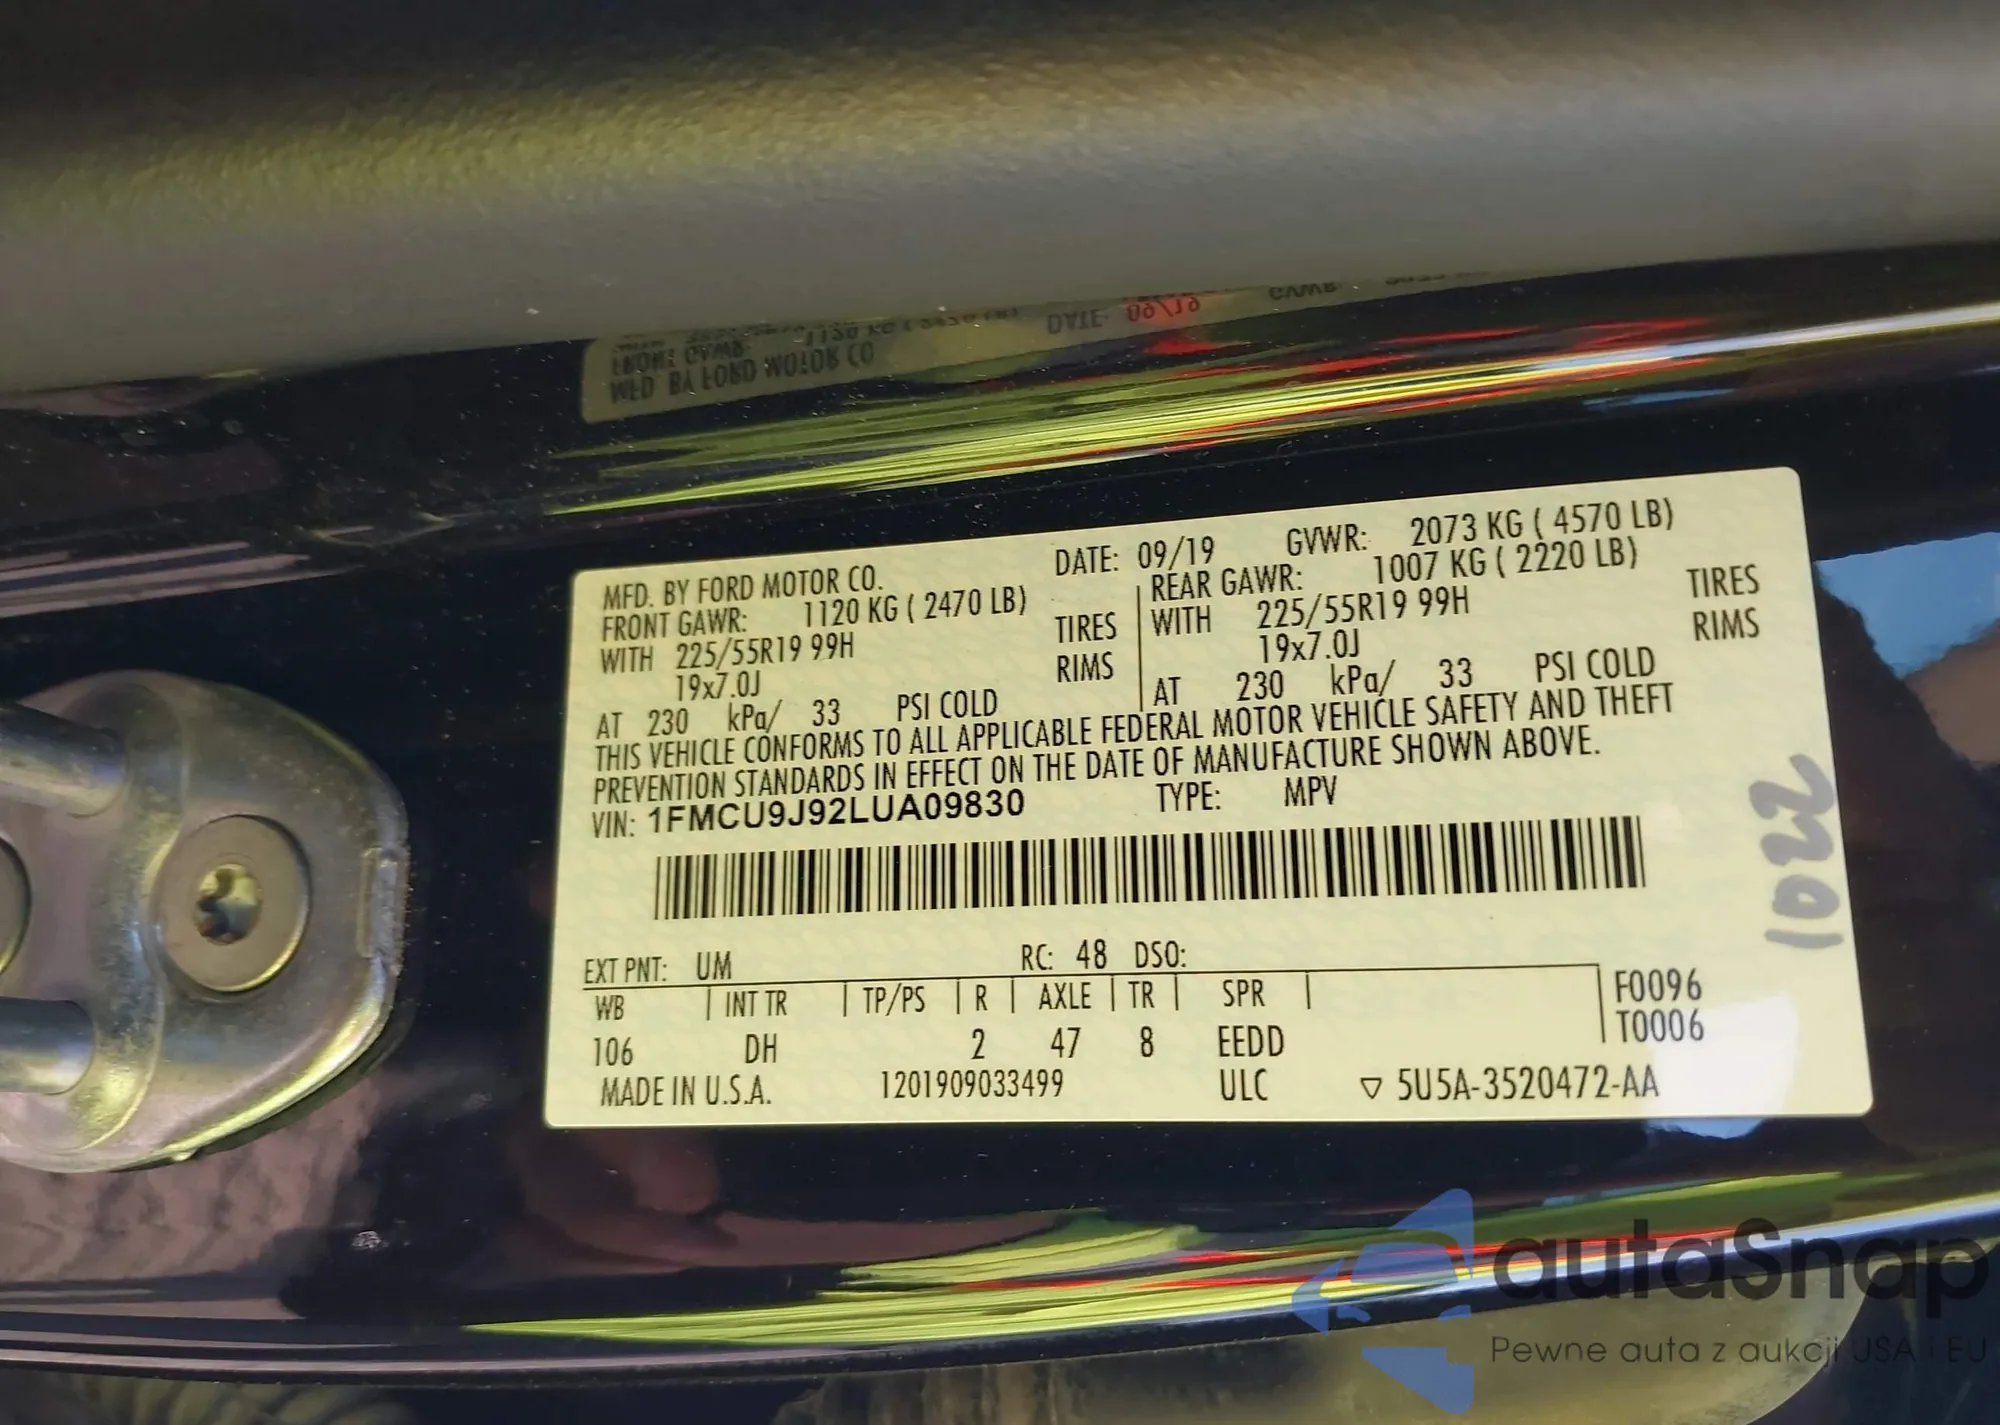 MFD. BY FORD MOTOR CO. DATE: 09/19 GVWR: 2073 KG ( 4570 LB)
FRONT GAWR: 1120 KG ( 2470 LB) REAR GAWR: 1007 KG ( 2220 LB)
WITH 225/55R19 99H TIRES WITH 225/55R19 99H TIRES
19x7.0J RIMS 19x7.0J RIMS
AT 230 kPa/ 33 PSI COLD AT 230 kPa/ 33 PSI COLD
THIS VEHICLE CONFORMS TO ALL APPLICABLE FEDERAL MOTOR VEHICLE SAFETY AND THEFT
PREVENTION STANDARDS IN EFFECT ON THE DATE OF MANUFACTURE SHOWN ABOVE.
VIN: 1FMCU9J92LUA09830 TYPE: MPV
1022
EXT PNT: UM RC: 48 DSO:
WB INT TR TP/PS R AXLE TR SPR F0096
T0006
106 DH 2 47 8 EEDD
MADE IN U.S.A. 1201909033499 ULC ▽ 5U5A-3520472-AA
autaSnap
Pewne auta z aukcji USA i EU